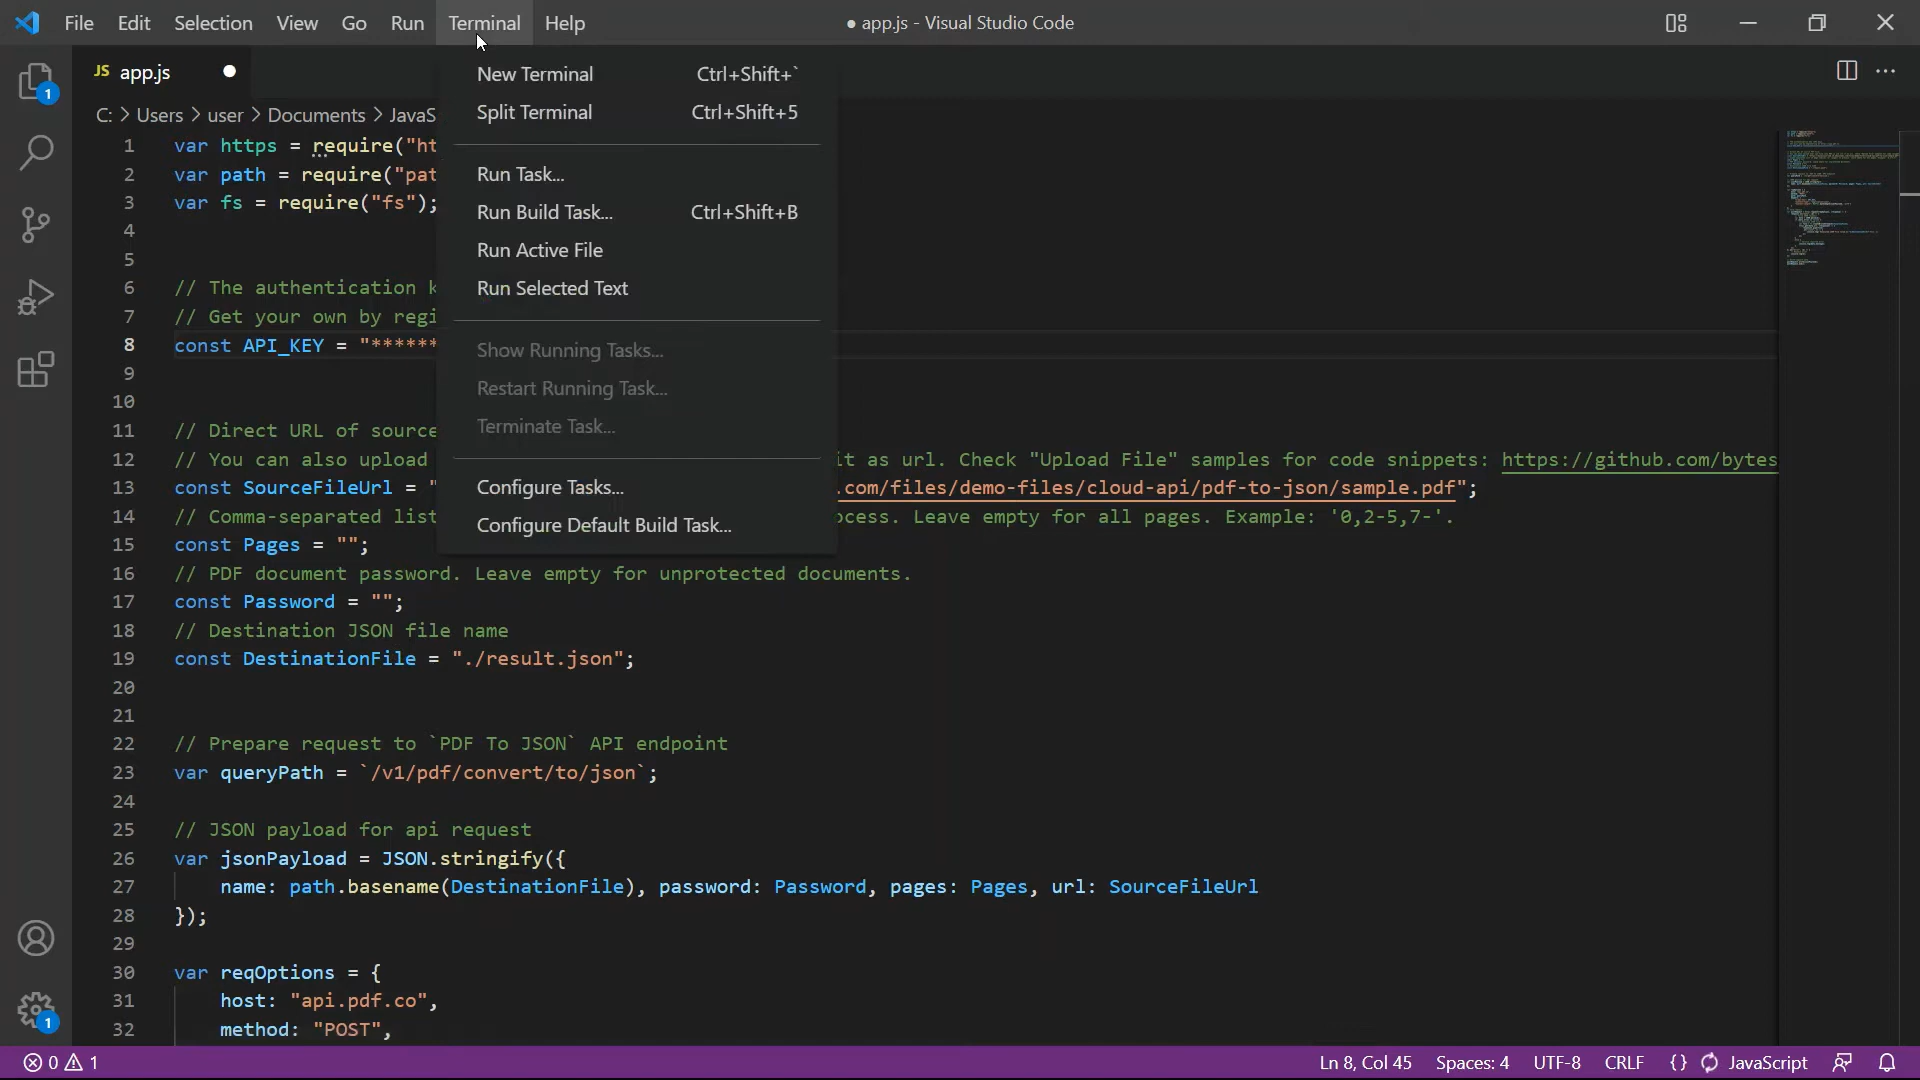 File Edit Selection View Go Run Terminal Help ● app.js - Visual Studio Code
JS app.js
C: > Users > user > Documents > JavaS
New Terminal Ctrl+Shift+`
Split Terminal Ctrl+Shift+5
Run Task...
Run Build Task... Ctrl+Shift+B
Run Active File
Run Selected Text
Show Running Tasks...
Restart Running Task...
Terminate Task...
Configure Tasks...
Configure Default Build Task...
1 var https = require("ht
2 var path = require("pat
3 var fs = require("fs");
4
5
6 // The authentication k
7 // Get your own by regi
8 const API_KEY = "******
9
10
11 // Direct URL of source
12 // You can also upload it as url. Check "Upload File" samples for code snippets: https://github.com/bytes
13 const SourceFileUrl = " .com/files/demo-files/cloud-api/pdf-to-json/sample.pdf";
14 // Comma-separated list ocess. Leave empty for all pages. Example: '0,2-5,7-'.
15 const Pages = "";
16 // PDF document password. Leave empty for unprotected documents.
17 const Password = "";
18 // Destination JSON file name
19 const DestinationFile = "./result.json";
20
21
22 // Prepare request to `PDF To JSON` API endpoint
23 var queryPath = `/v1/pdf/convert/to/json`;
24
25 // JSON payload for api request
26 var jsonPayload = JSON.stringify({
27 name: path.basename(DestinationFile), password: Password, pages: Pages, url: SourceFileUrl
28 });
29
30 var reqOptions = {
31 host: "api.pdf.co",
32 method: "POST",
1
1
0 1 Ln 8, Col 45 Spaces: 4 UTF-8 CRLF {} JavaScript